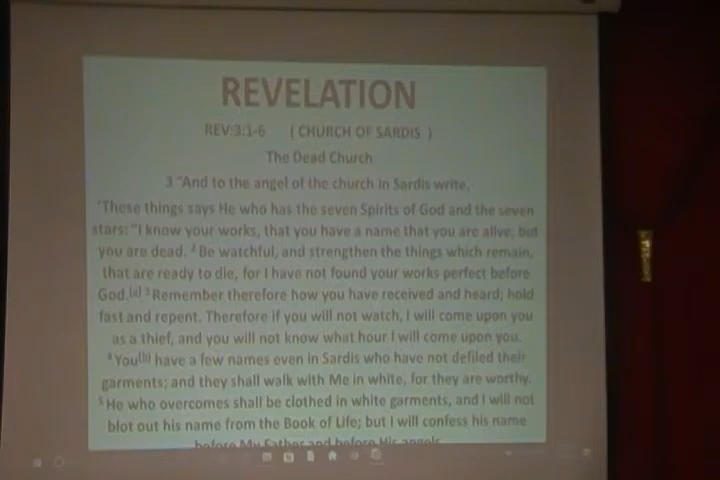 REVELATION
REV:3:1-6 ( CHURCH OF SARDIS )
The Dead Church
3 "And to the angel of the church in Sardis write,
'These things says He who has the seven Spirits of God and the seven
stars: "I know your works, that you have a name that you are alive, but
you are dead. 2 Be watchful, and strengthen the things which remain,
that are ready to die, for I have not found your works perfect before
God.[a] 3 Remember therefore how you have received and heard; hold
fast and repent. Therefore if you will not watch, I will come upon you
as a thief, and you will not know what hour I will come upon you.
4 You[b] have a few names even in Sardis who have not defiled their
garments; and they shall walk with Me in white, for they are worthy.
5 He who overcomes shall be clothed in white garments, and I will not
blot out his name from the Book of Life; but I will confess his name
before My Father and before His angels.